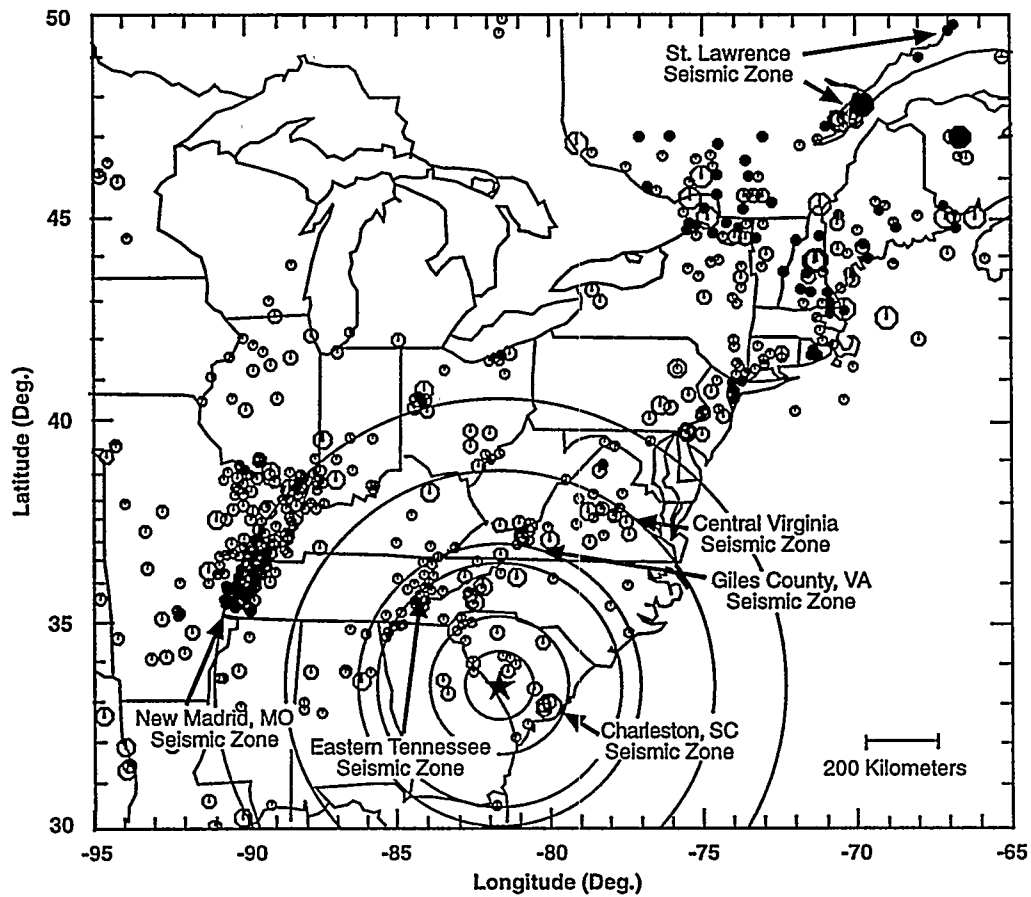 50
St. Lawrence
Seismic Zone
45
Latitude (Deg.)
40
Central Virginia
Seismic Zone
Giles County, VA
Seismic Zone
35
New Madrid, MO
Seismic Zone
Eastern Tennessee
Seismic Zone
Charleston, SC
Seismic Zone
200 Kilometers
30
-95
-90
-85
-80
-75
-70
-65
Longitude (Deg.)